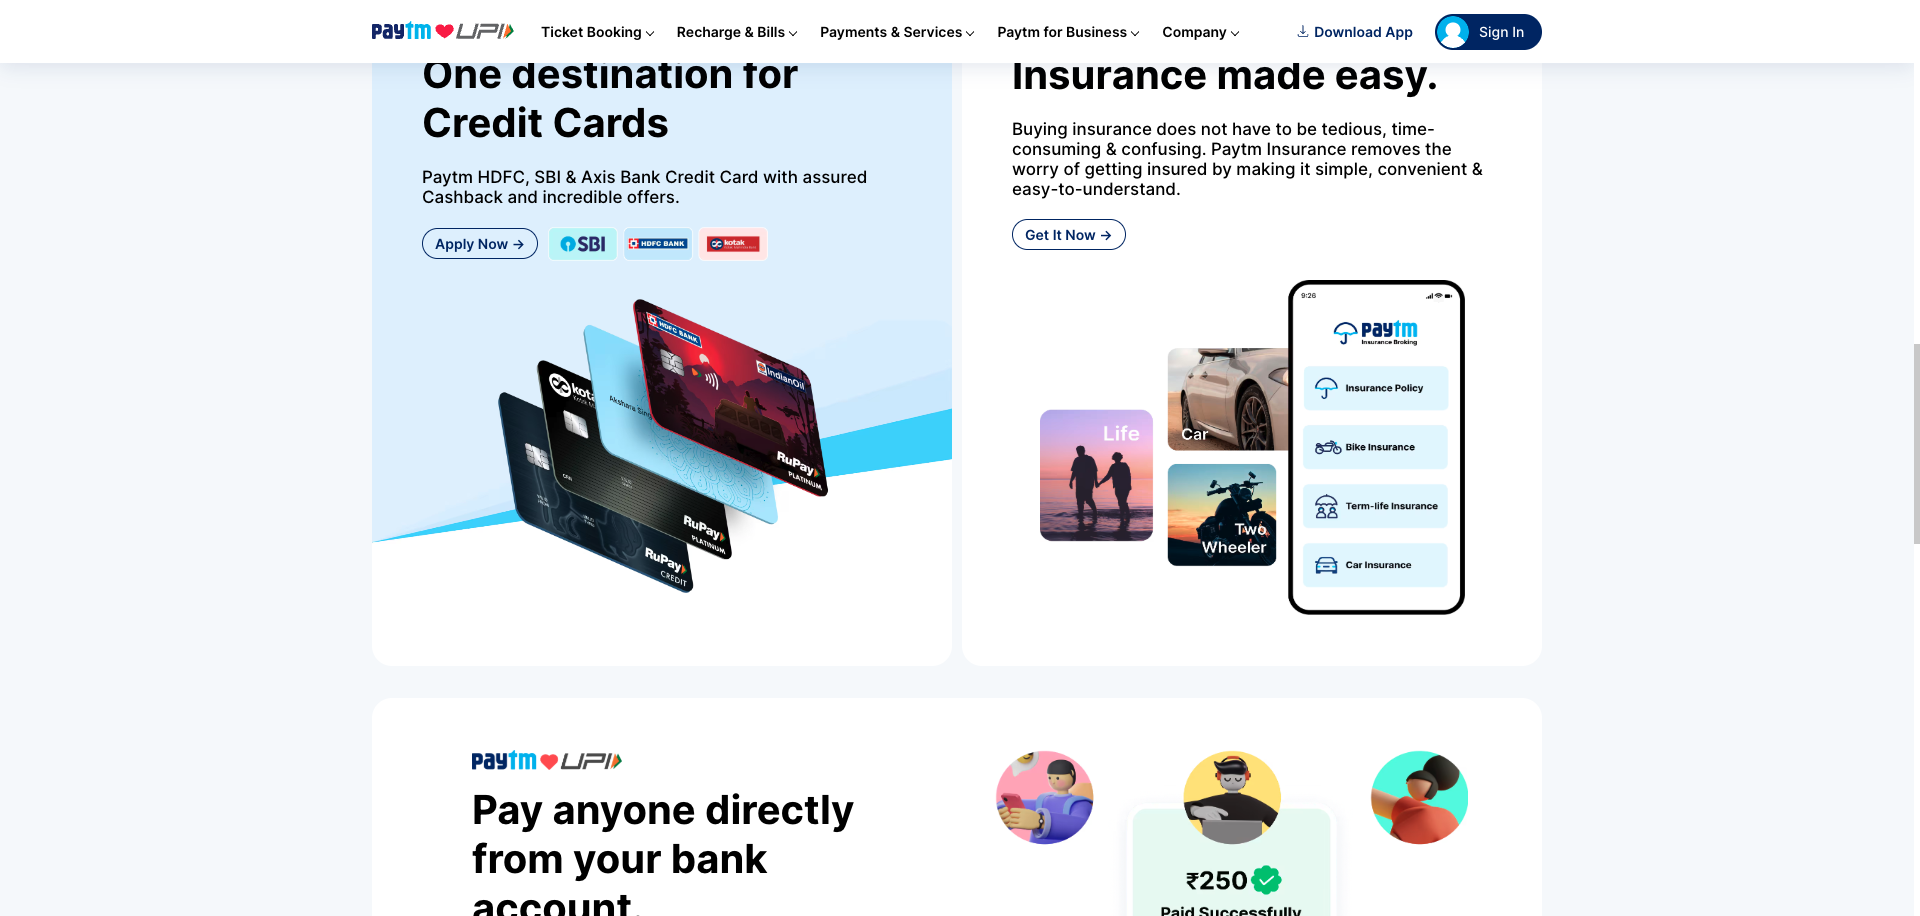 paytm UPI
Ticket Booking
Recharge & Bills
Payments & Services
Paytm for Business
Company
Download App
Sign In
One destination for
Credit Cards
Paytm HDFC, SBI & Axis Bank Credit Card with assured
Cashback and incredible offers.
Apply Now →
SBI
HDFC BANK
kotak
HDFC BANK
IndianOil
RuPay
PLATINUM
Akshara
kota
RuPay
PLATINUM
RuPay
CREDIT
Insurance made easy.
Buying insurance does not have to be tedious, time-
consuming & confusing. Paytm Insurance removes the
worry of getting insured by making it simple, convenient &
easy-to-understand.
Get It Now →
Life
Car
Two
Wheeler
9:26
paytm
Insurance Broking
Insurance Policy
Bike Insurance
Term-life Insurance
Car Insurance
paytm UPI
Pay anyone directly
from your bank
account.
₹250
Paid Successfully